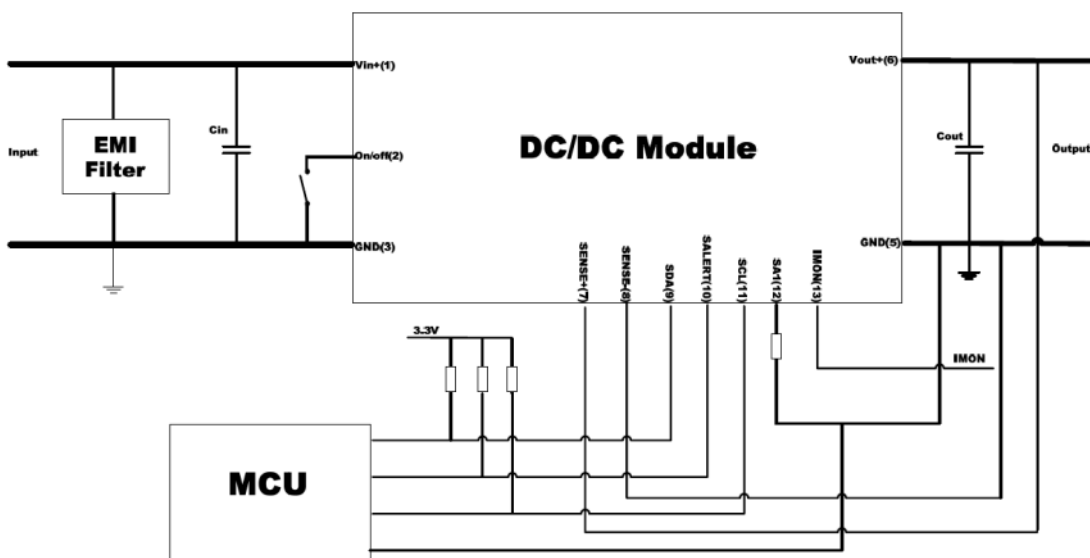 Vin+(1)
Vout+(6)
Input
EMI
Filter
Cin
On/off(2)
DC/DC Module
Cout
Output
GND(3)
GND(5)
SENSE+(7)
SENSE-(8)
SDA(9)
SALERT(10)
SCL(11)
SA1(12)
IMON(13)
3.3V
IMON
MCU